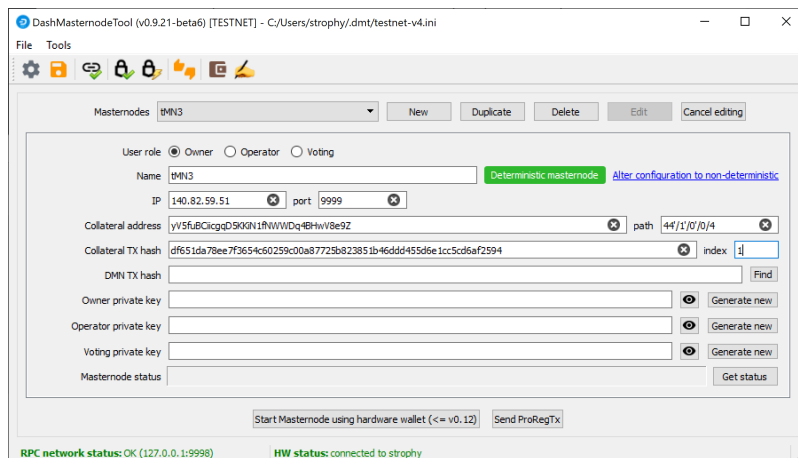 DashMasternodeTool (v0.9.21-beta6) [TESTNET] - C:/Users/strophy/.dmt/testnet-v4.ini
File Tools
Masternodes tMN3 New Duplicate Delete Edit Cancel editing
User role Owner Operator Voting
Name tMN3 Deterministic masternode Alter configuration to non-deterministic
IP 140.82.59.51 port 9999
Collateral address yV5fuBCiicgqD5KKiN1fNWWDq4BHwV8e9Z path 44'/1'/0'/0/4
Collateral TX hash df651da78ee7f3654c60259c00a87725b823851b46ddd455d6e1cc5cd6af2594 index 1
DMN TX hash Find
Owner private key Generate new
Operator private key Generate new
Voting private key Generate new
Masternode status Get status
Start Masternode using hardware wallet (<= v0.12) Send ProRegTx
RPC network status: OK (127.0.0.1:9998) HW status: connected to strophy